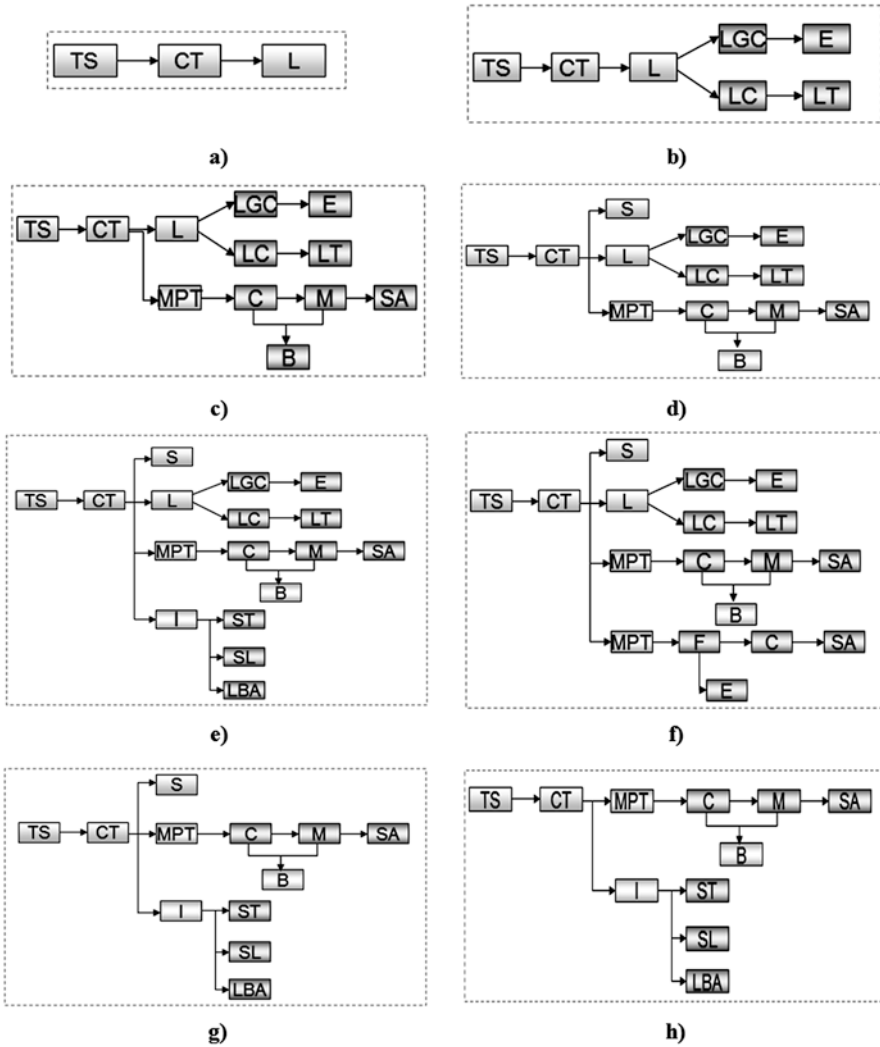 TS CT L
a)
LGC E
TS CT L
LC LT
b)
LGC E
TS CT L
LC LT
MPT C M SA
B
c)
S
LGC E
TS CT L
LC LT
MPT C M SA
B
d)
S
LGC E
TS CT L
LC LT
MPT C M SA
B
I ST
SL
LBA
e)
S
LGC E
TS CT L
LC LT
MPT C M SA
B
MPT F C SA
E
f)
S
TS CT MPT C M SA
B
I ST
SL
LBA
g)
TS CT MPT C M SA
B
I ST
SL
LBA
h)